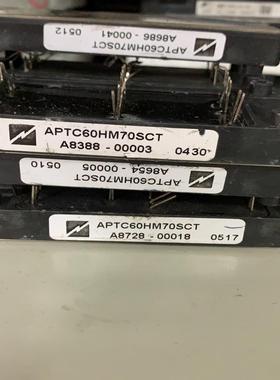 APTC60HM70SCT
A8686 - 00041 0512
APTC60HM70SCT
A8388 - 00003 0430
APTC60HM70SCT
A8654 - 00005 0510
APTC60HM70SCT
A8728 - 00018 0517